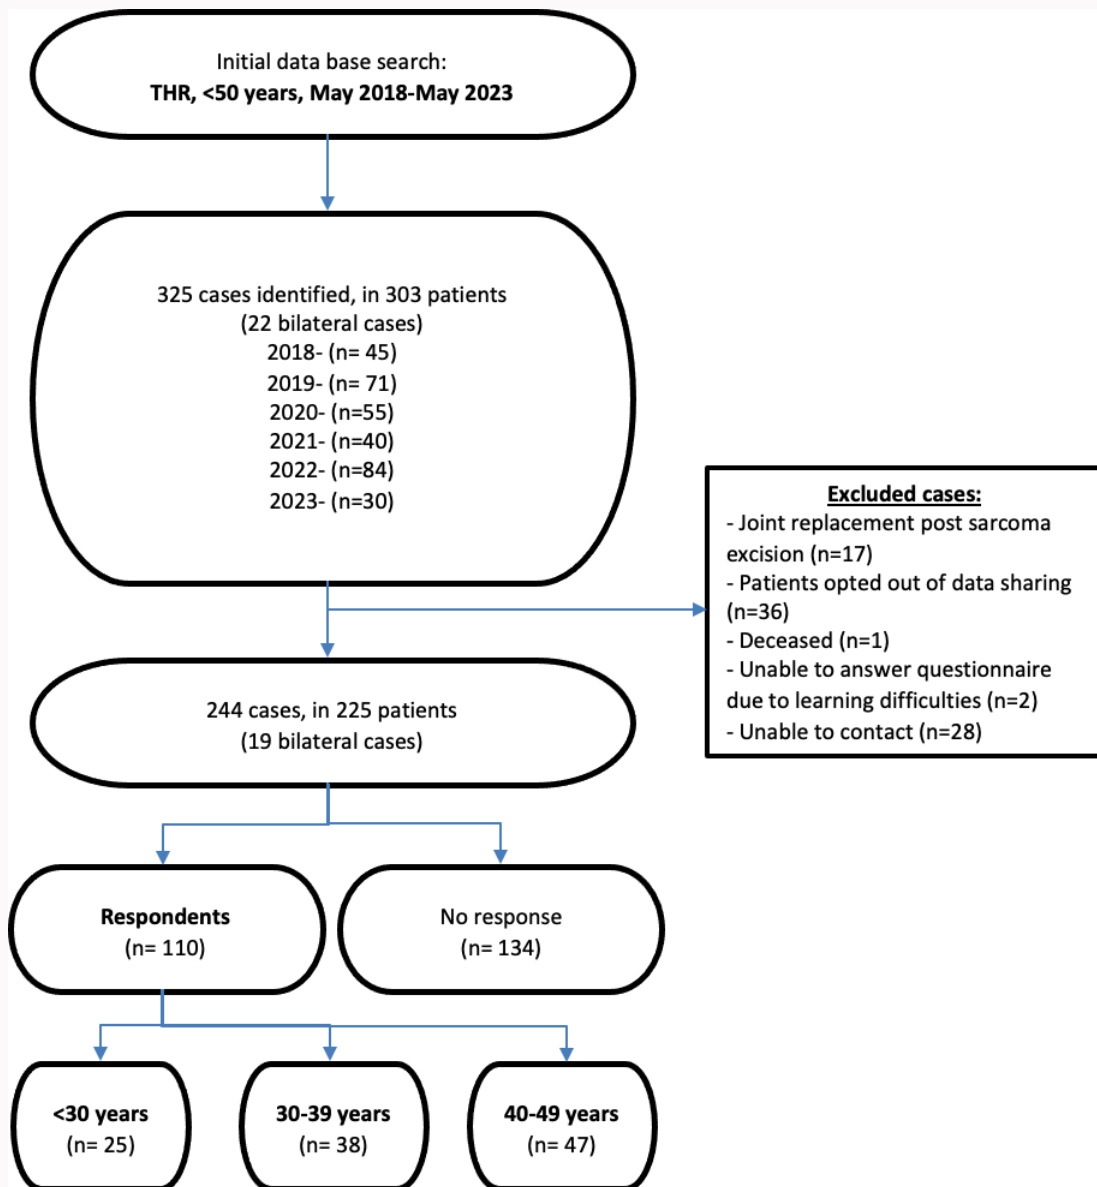 Initial data base search:
THR, <50 years, May 2018-May 2023
325 cases identified, in 303 patients
(22 bilateral cases)
2018- (n= 45)
2019- (n= 71)
2020- (n=55)
2021- (n=40)
2022- (n=84)
2023- (n=30)
Excluded cases:
- Joint replacement post sarcoma
excision (n=17)
- Patients opted out of data sharing
(n=36)
- Deceased (n=1)
- Unable to answer questionnaire
due to learning difficulties (n=2)
- Unable to contact (n=28)
244 cases, in 225 patients
(19 bilateral cases)
Respondents
(n= 110)
No response
(n= 134)
<30 years
(n= 25)
30-39 years
(n= 38)
40-49 years
(n= 47)